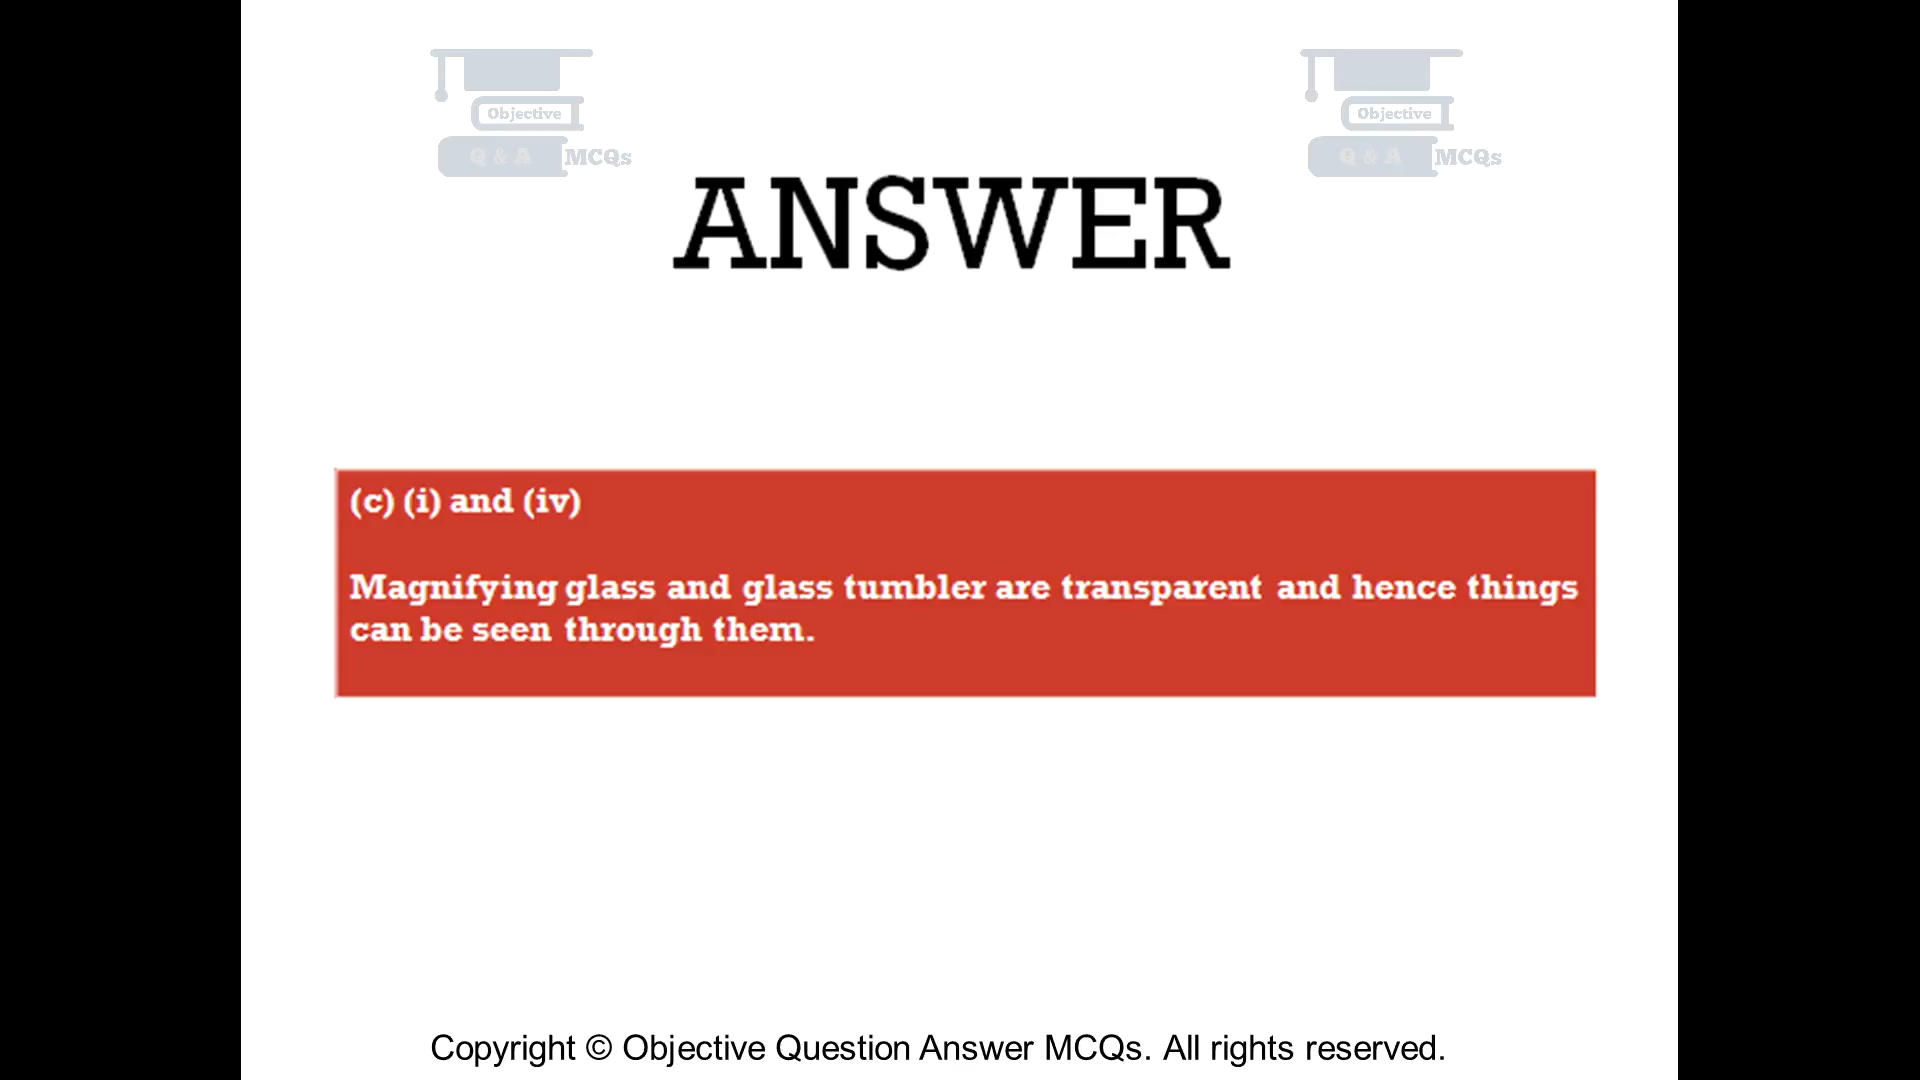 Objective
Q & A MCQs
Objective
Q & A MCQs
ANSWER
(c) (i) and (iv)
Magnifying glass and glass tumbler are transparent and hence things
can be seen through them.
Copyright © Objective Question Answer MCQs. All rights reserved.